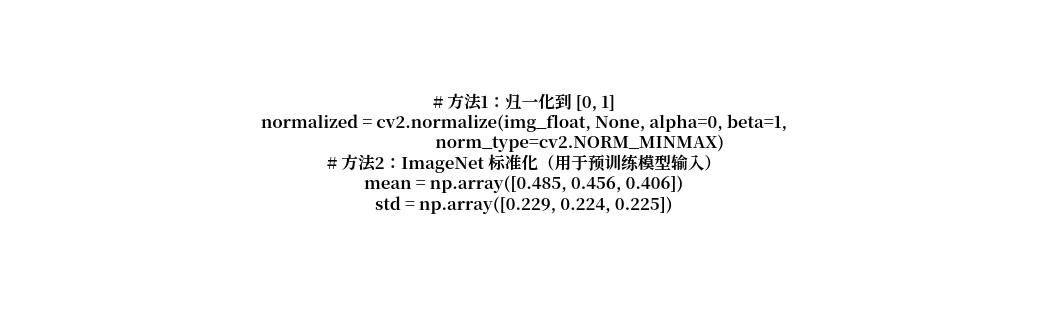 # 方法1：归一化到 [0, 1]
normalized = cv2.normalize(img_float, None, alpha=0, beta=1,
norm_type=cv2.NORM_MINMAX)
# 方法2：ImageNet 标准化（用于预训练模型输入）
mean = np.array([0.485, 0.456, 0.406])
std = np.array([0.229, 0.224, 0.225])